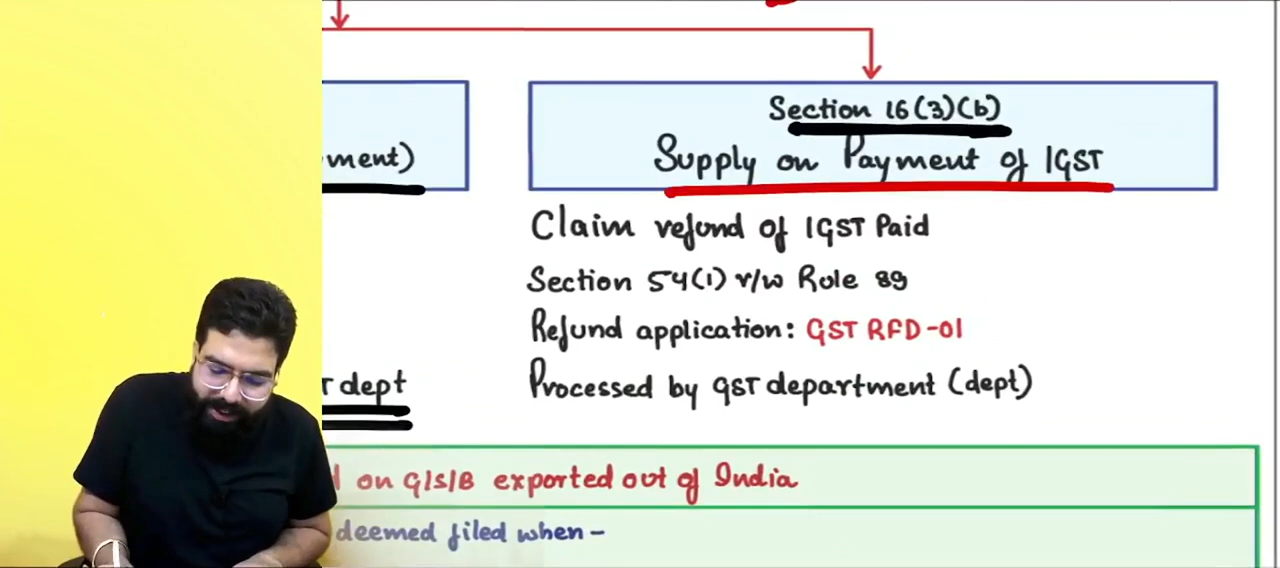 Section 16(3)(b)
ment)
Supply on Payment of IGST
Claim refund of IGST Paid
Section 54(1) r/w Rule 89
Refund application: GST RFD-01
dept
Processed by GST department (dept)
on G/S/B exported out of India
deemed filed when -